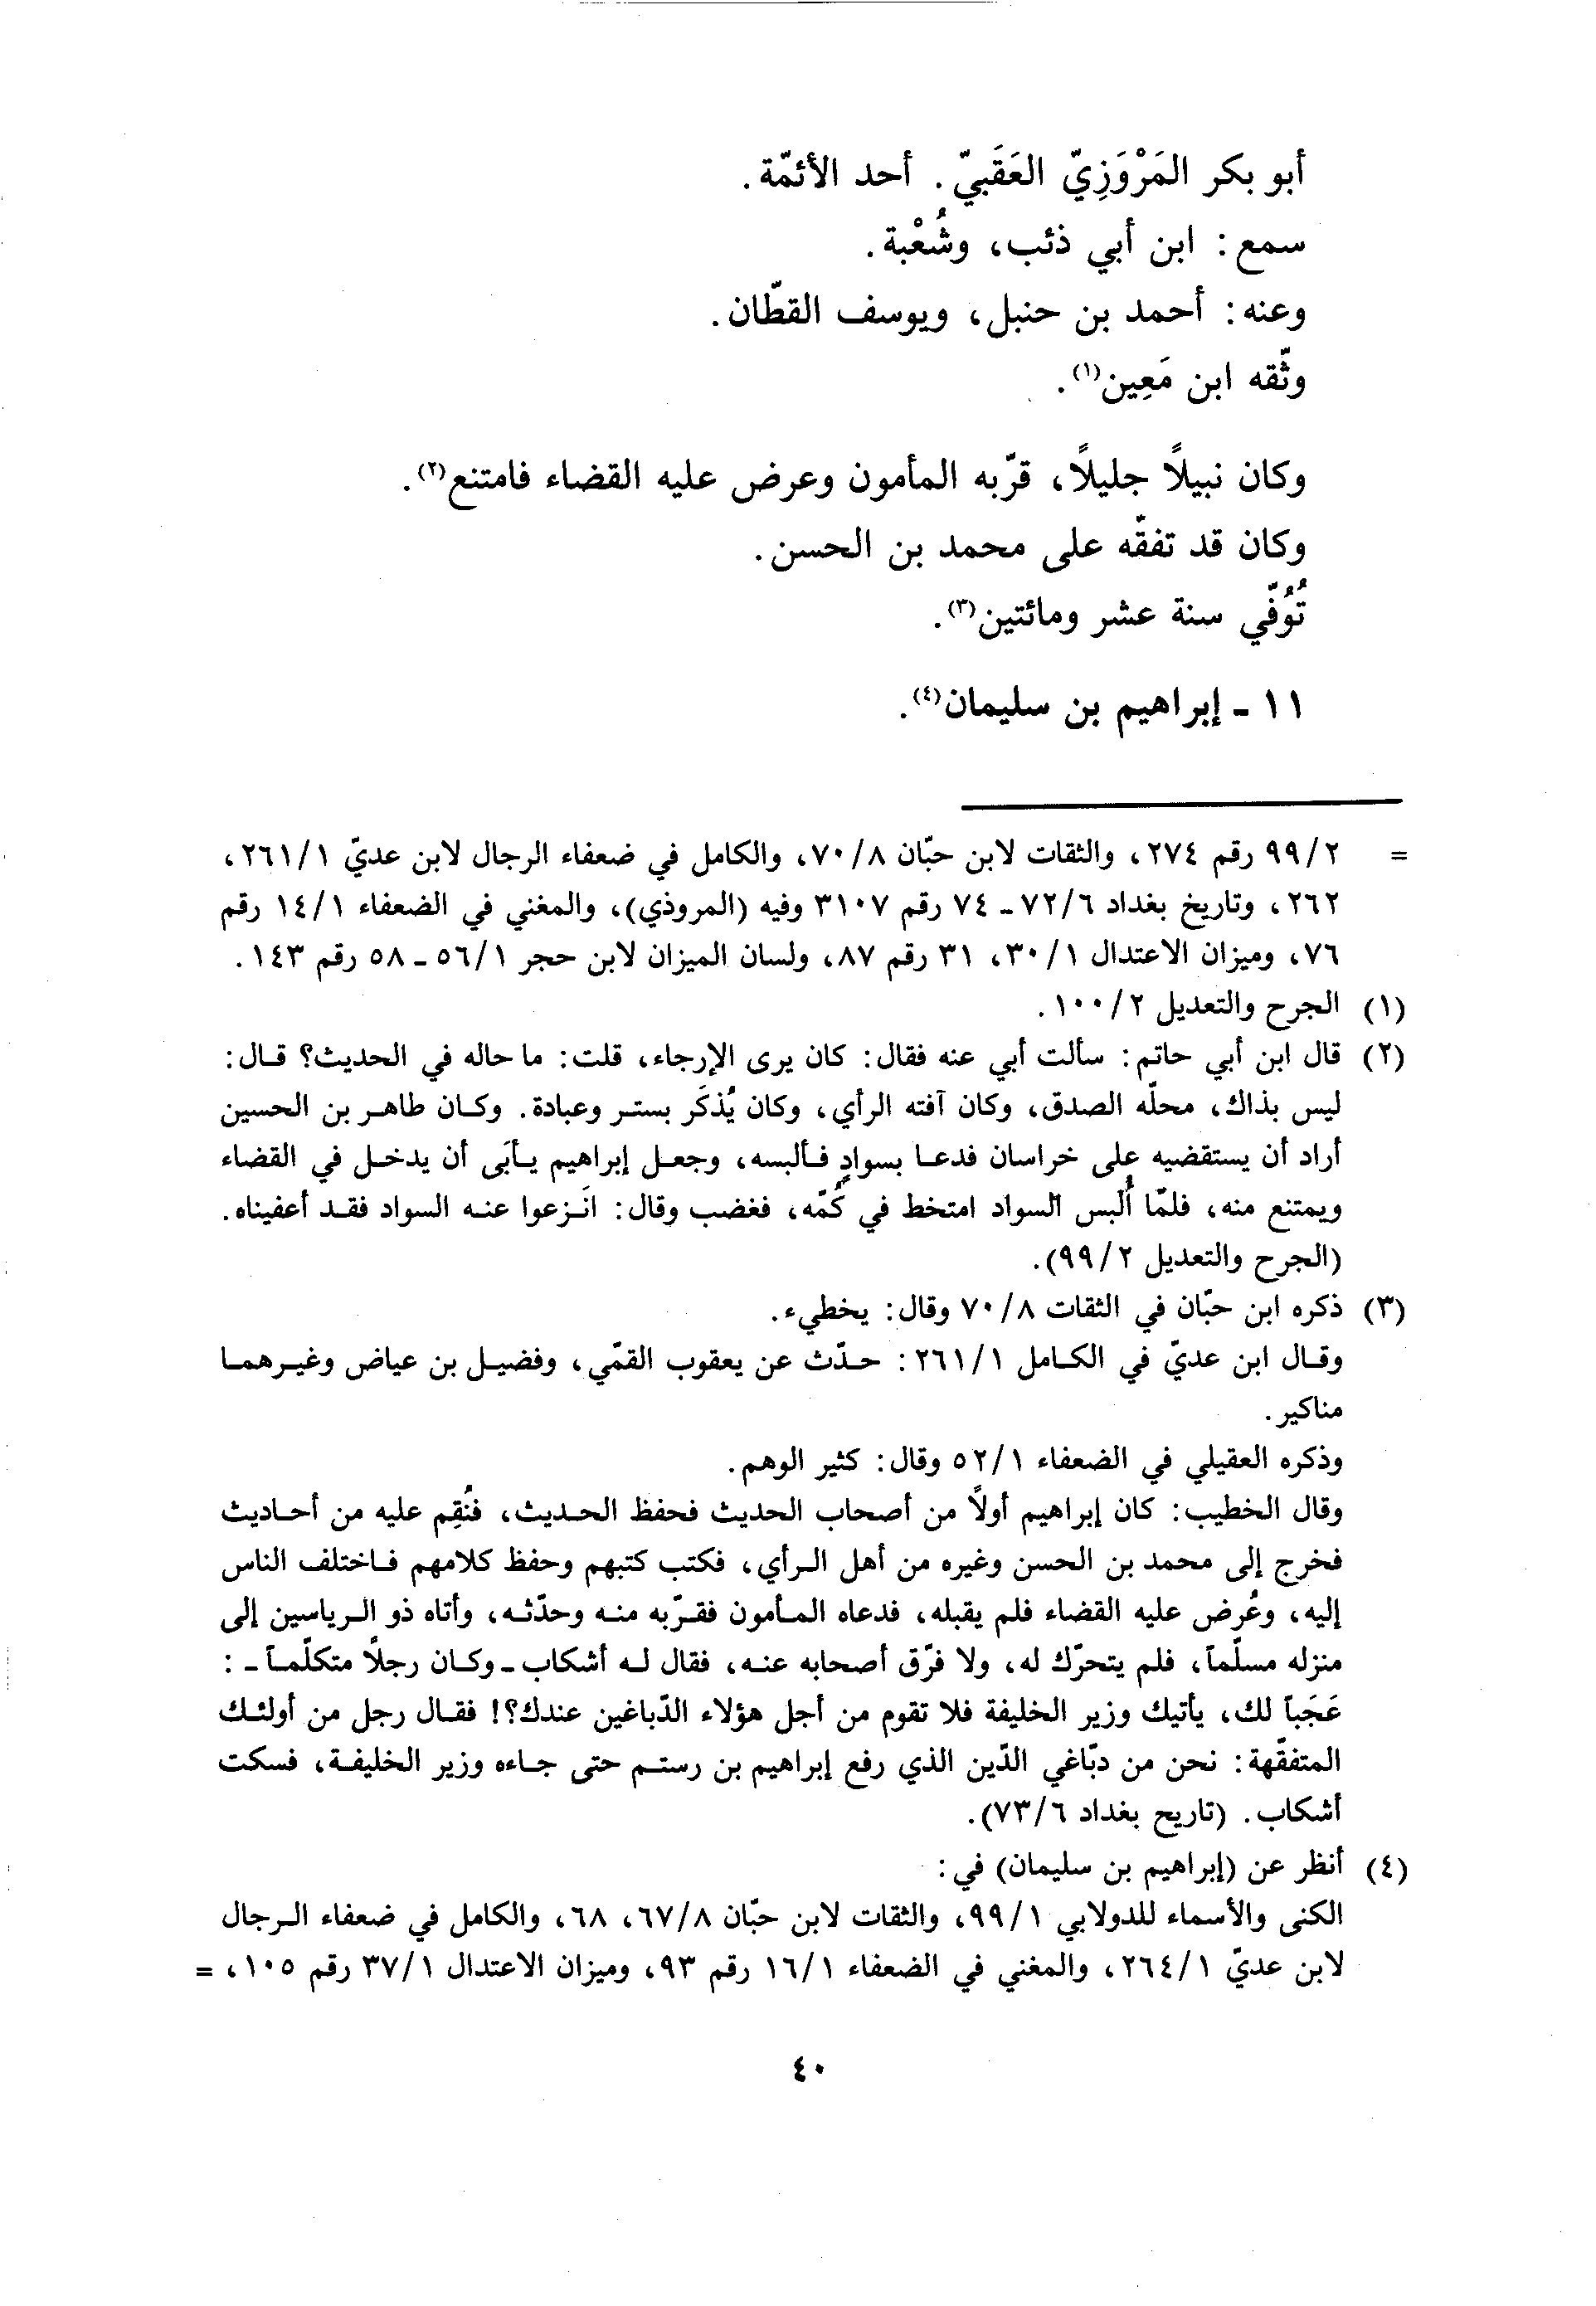 أبو بكر المَرْوَزِيّ العَقَبيّ. أحد الأئمّة.
سمع: ابن أبي ذئب، وشُعْبة.
وعنه: أحمد بن حنبل، ويوسف القطّان.
وثّقه ابن مَعِين(١).
وكان نبيلاً جليلاً، قرّبه المأمون وعرض عليه القضاء فامتنع(٢).
وكان قد تفقّه على محمد بن الحسن.
تُوُفّي سنة عشر ومائتين(٣).
١١ - إبراهيم بن سليمان(٤).
= ٩٩/٢ رقم ٢٧٤، والثقات لابن حبّان ٧٠/٨، والكامل في ضعفاء الرجال لابن عديّ ٢٦١/١،
٢٦٢، وتاريخ بغداد ٧٢/٦ - ٧٤ رقم ٣١٠٧ وفيه (المروذي)، والمغني في الضعفاء ١٤/١ رقم
٧٦، وميزان الاعتدال ٣٠/١، ٣١ رقم ٨٧، ولسان الميزان لابن حجر ٥٦/١ - ٥٨ رقم ١٤٣.
(١) الجرح والتعديل ١٠٠/٢.
(٢) قال ابن أبي حاتم: سألت أبي عنه فقال: كان يرى الإرجاء، قلت: ما حاله في الحديث؟ قال:
ليس بذاك، محلّه الصدق، وكان آفته الرأي، وكان يُذكَر بستر وعبادة. وكان طاهر بن الحسين
أراد أن يستقضيه على خراسان فدعا بسوادٍ فألبسه، وجعل إبراهيم يأبَى أن يدخل في القضاء
ويمتنع منه، فلمّا أُلبس السواد امتخط في كُمّه، فغضب وقال: انَزعوا عنه السواد فقد أعفيناه.
(الجرح والتعديل ٩٩/٢).
(٣) ذكره ابن حبّان في الثقات ٧٠/٨ وقال: يخطيء.
وقال ابن عديّ في الكامل ٢٦١/١: حدّث عن يعقوب القمّي، وفضيل بن عياض وغيرهما
مناكير.
وذكره العقيلي في الضعفاء ٥٢/١ وقال: كثير الوهم.
وقال الخطيب: كان إبراهيم أولاً من أصحاب الحديث فحفظ الحديث، فنُقِم عليه من أحاديث
فخرج إلى محمد بن الحسن وغيره من أهل الرأي، فكتب كتبهم وحفظ كلامهم فاختلف الناس
إليه، وعُرض عليه القضاء فلم يقبله، فدعاه المأمون فقرّبه منه وحدّثه، وأتاه ذو الرياسين إلى
منزله مسلّماً، فلم يتحرّك له، ولا فرّق أصحابه عنه، فقال له أشكاب - وكان رجلاً متكلّماً -:
عَجَباً لك، يأتيك وزير الخليفة فلا تقوم من أجل هؤلاء الدّباغين عندك؟! فقال رجل من أولئك
المتفقّهة: نحن من دبّاغي الدّين الذي رفع إبراهيم بن رستم حتى جاءه وزير الخليفة، فسكت
أشكاب. (تاريح بغداد ٧٣/٦).
(٤) أنظر عن (إبراهيم بن سليمان) في:
الكنى والأسماء للدولابي ٩٩/١، والثقات لابن حبّان ٦٧/٨، ٦٨، والكامل في ضعفاء الرجال
لابن عديّ ٢٦٤/١، والمغني في الضعفاء ١٦/١ رقم ٩٣، وميزان الاعتدال ٣٧/١ رقم ١٠٥، =
٤٠